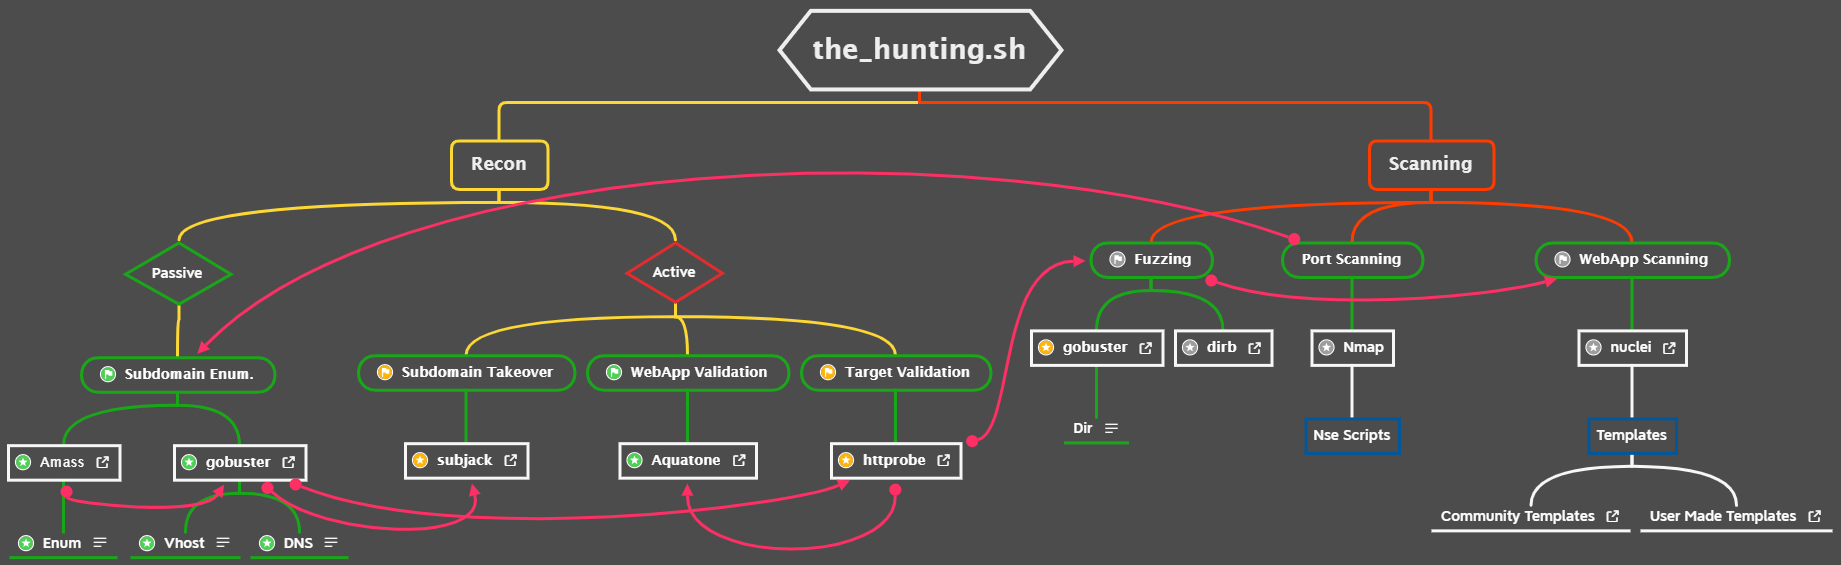 the_hunting.sh
Recon
Scanning
Passive
Active
Fuzzing
Port Scanning
WebApp Scanning
gobuster
dirb
Nmap
nuclei
Subdomain Enum.
Subdomain Takeover
WebApp Validation
Target Validation
Dir
Nse Scripts
Templates
Amass
gobuster
subjack
Aquatone
httprobe
Community Templates
User Made Templates
Enum
Vhost
DNS